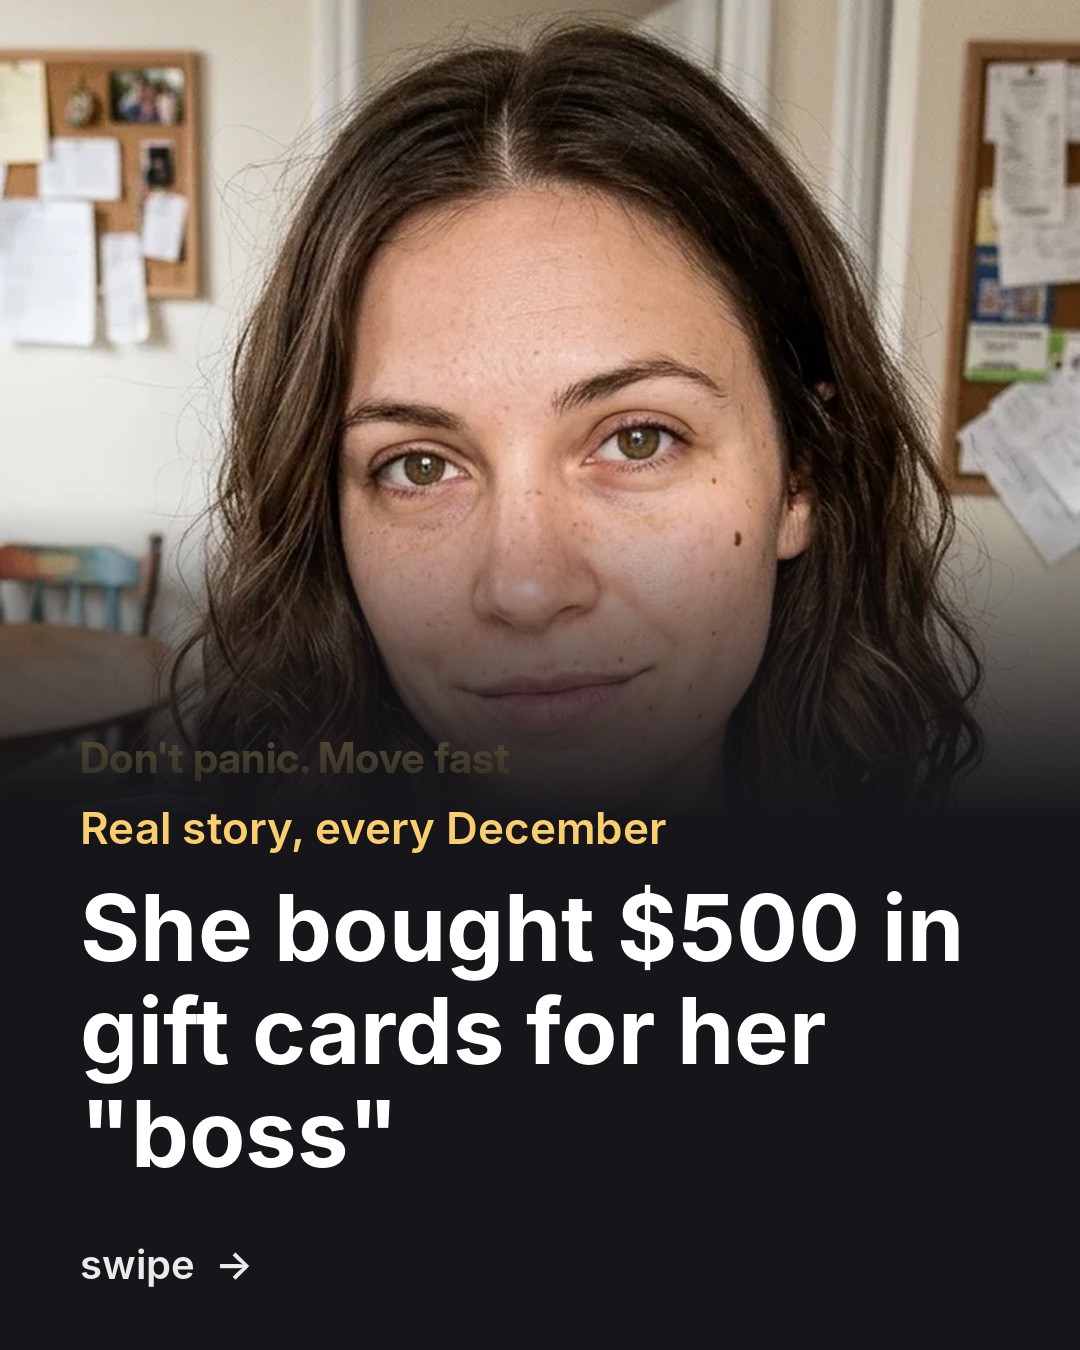 Don't panic. Move fast
Real story, every December
She bought $500 in
gift cards for her
"boss"
swipe →